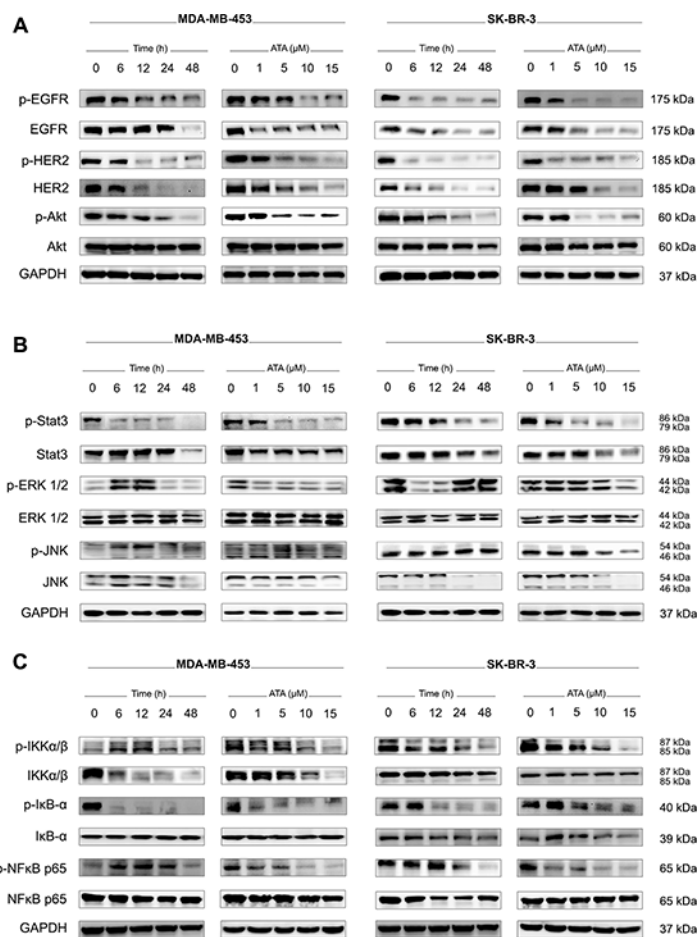 A
MDA-MB-453 SK-BR-3
Time (h) ATA (µM) Time (h) ATA (µM)
0 6 12 24 48 0 1 5 10 15 0 6 12 24 48 0 1 5 10 15
p-EGFR 175 kDa
EGFR 175 kDa
p-HER2 185 kDa
HER2 185 kDa
p-Akt 60 kDa
Akt 60 kDa
GAPDH 37 kDa
B
MDA-MB-453 SK-BR-3
Time (h) ATA (µM) Time (h) ATA (µM)
0 6 12 24 48 0 1 5 10 15 0 6 12 24 48 0 1 5 10 15
p-Stat3 86 kDa
79 kDa
Stat3 86 kDa
79 kDa
p-ERK 1/2 44 kDa
42 kDa
ERK 1/2 44 kDa
42 kDa
p-JNK 54 kDa
46 kDa
JNK 54 kDa
46 kDa
GAPDH 37 kDa
C
MDA-MB-453 SK-BR-3
Time (h) ATA (µM) Time (h) ATA (µM)
0 6 12 24 48 0 1 5 10 15 0 6 12 24 48 0 1 5 10 15
p-IKKα/β 87 kDa
85 kDa
IKKα/β 87 kDa
85 kDa
p-IκB-α 40 kDa
IκB-α 39 kDa
p-NFκB p65 65 kDa
NFκB p65 65 kDa
GAPDH 37 kDa